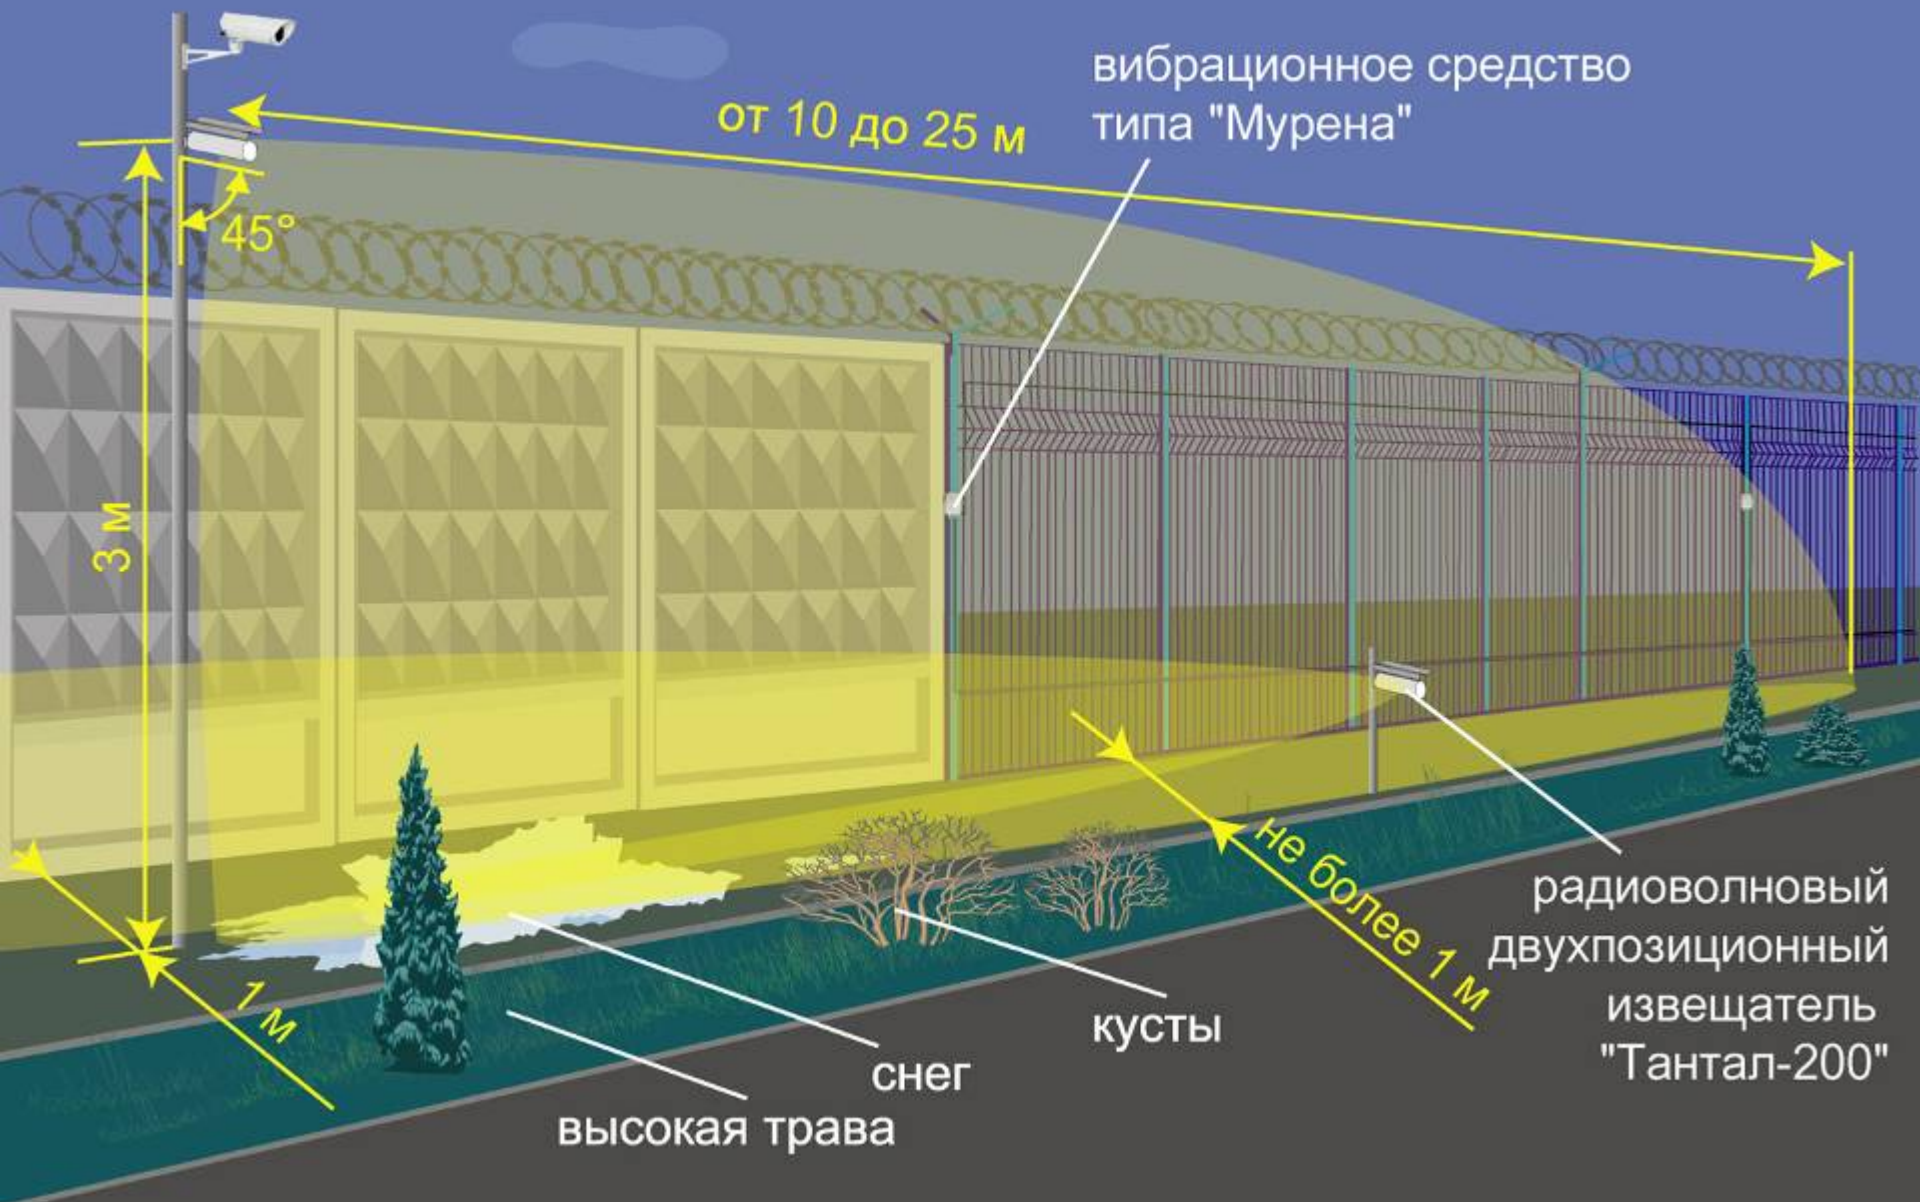 вибрационное средство
типа "Мурена"
от 10 до 25 м
45°
3 м
не более 1 м
1 м
радиоволновый
двухпозиционный
извещатель
"Тантал-200"
кусты
снег
высокая трава